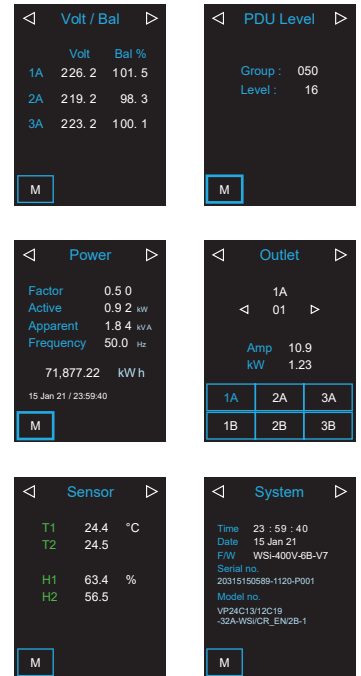 Volt / Bal
Volt Bal %
1A 226. 2 101. 5
2A 219. 2 98. 3
3A 223. 2 100. 1
M
PDU Level
Group : 050
Level : 16
M
Power
Factor 0.5 0
Active 0.9 2 kW
Apparent 1.8 4 kVA
Frequency 50.0 Hz
71,877.22 kW h
15 Jan 21 / 23:59:40
M
Outlet
1A
01
Amp 10.9
kW 1.23
1A 2A 3A
1B 2B 3B
Sensor
T1 24.4 °C
T2 24.5
H1 63.4 %
H2 56.5
M
System
Time 23 : 59 : 40
Date 15 Jan 21
F/W WSi-400V-6B-V7
Serial no.
20315150589-1120-P001
Model no.
VP24C13/12C19
-32A-WSi/CR_EN/2B-1
M